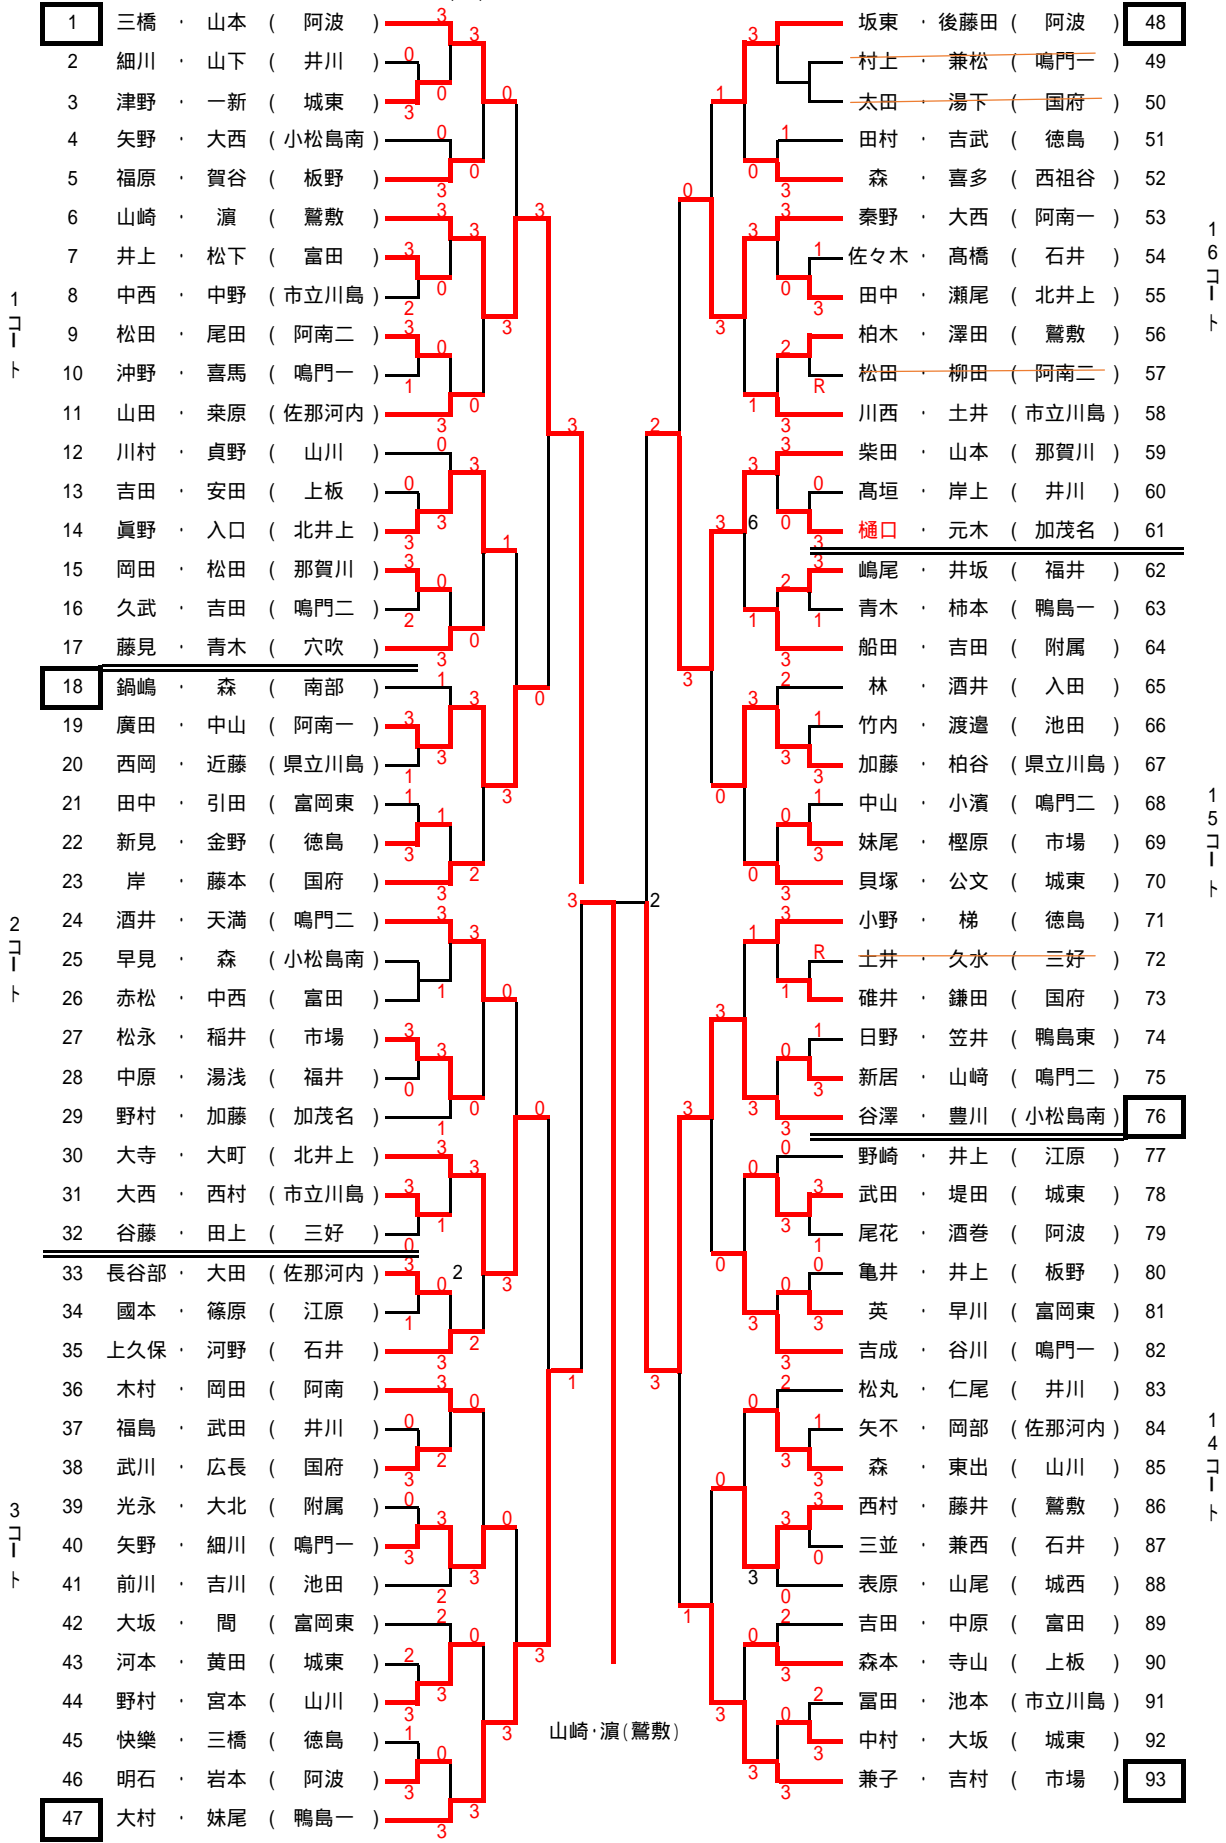 1 三橋 ・ 山本 ( 阿波 )
2 細川 ・ 山下 ( 井川 )
3 津野 ・ 一新 ( 城東 )
4 矢野 ・ 大西 ( 小松島南 )
5 福原 ・ 賀谷 ( 板野 )
6 山崎 ・ 濵 ( 鷲敷 )
7 井上 ・ 松下 ( 富田 )
8 中西 ・ 中野 ( 市立川島 )
9 松田 ・ 尾田 ( 阿南二 )
10 沖野 ・ 喜馬 ( 鳴門一 )
11 山田 ・ 来原 ( 佐那河内 )
12 川村 ・ 貞野 ( 山川 )
13 吉田 ・ 安田 ( 上板 )
14 眞野 ・ 入口 ( 北井上 )
15 岡田 ・ 松田 ( 那賀川 )
16 久武 ・ 吉田 ( 鳴門二 )
17 藤見 ・ 青木 ( 穴吹 )
18 鍋嶋 ・ 森 ( 南部 )
19 廣田 ・ 中山 ( 阿南一 )
20 西岡 ・ 近藤 ( 県立川島 )
21 田中 ・ 引田 ( 富岡東 )
22 新見 ・ 金野 ( 徳島 )
23 岸 ・ 藤本 ( 国府 )
24 酒井 ・ 天満 ( 鳴門二 )
25 早見 ・ 森 ( 小松島南 )
26 赤松 ・ 中西 ( 富田 )
27 松永 ・ 稲井 ( 市場 )
28 中原 ・ 湯浅 ( 福井 )
29 野村 ・ 加藤 ( 加茂名 )
30 大寺 ・ 大町 ( 北井上 )
31 大西 ・ 西村 ( 市立川島 )
32 谷藤 ・ 田上 ( 三好 )
33 長谷部 ・ 大田 ( 佐那河内 )
34 國本 ・ 篠原 ( 江原 )
35 上久保 ・ 河野 ( 石井 )
36 木村 ・ 岡田 ( 阿南 )
37 福島 ・ 武田 ( 井川 )
38 武川 ・ 広長 ( 国府 )
39 光永 ・ 大北 ( 附属 )
40 矢野 ・ 細川 ( 鳴門一 )
41 前川 ・ 吉川 ( 池田 )
42 大坂 ・ 間 ( 富岡東 )
43 河本 ・ 黄田 ( 城東 )
44 野村 ・ 宮本 ( 山川 )
45 快樂 ・ 三橋 ( 徳島 )
46 明石 ・ 岩本 ( 阿波 )
47 大村 ・ 妹尾 ( 鴨島一 )
1コート
2コート
3コート
山崎・濵(鷲敷)
坂東 ・ 後藤田 ( 阿波 ) 48
村上 ・ 兼松 ( 鳴門一 ) 49
太田 ・ 湯下 ( 国府 ) 50
田村 ・ 吉武 ( 徳島 ) 51
森 ・ 喜多 ( 西祖谷 ) 52
秦野 ・ 大西 ( 阿南一 ) 53
佐々木 ・ 髙橋 ( 石井 ) 54
田中 ・ 瀬尾 ( 北井上 ) 55
柏木 ・ 澤田 ( 鷲敷 ) 56
松田 ・ 柳田 ( 阿南二 ) 57
川西 ・ 土井 ( 市立川島 ) 58
柴田 ・ 山本 ( 那賀川 ) 59
髙垣 ・ 岸上 ( 井川 ) 60
樋口 ・ 元木 ( 加茂名 ) 61
嶋尾 ・ 井坂 ( 福井 ) 62
青木 ・ 柿本 ( 鴨島一 ) 63
船田 ・ 吉田 ( 附属 ) 64
林 ・ 酒井 ( 入田 ) 65
竹内 ・ 渡邉 ( 池田 ) 66
加藤 ・ 柏谷 ( 県立川島 ) 67
中山 ・ 小濱 ( 鳴門二 ) 68
妹尾 ・ 樫原 ( 市場 ) 69
貝塚 ・ 公文 ( 城東 ) 70
小野 ・ 梯 ( 徳島 ) 71
土井 ・ 久水 ( 三好 ) 72
碓井 ・ 鎌田 ( 国府 ) 73
日野 ・ 笠井 ( 鴨島東 ) 74
新居 ・ 山﨑 ( 鳴門二 ) 75
谷澤 ・ 豊川 ( 小松島南 ) 76
野崎 ・ 井上 ( 江原 ) 77
武田 ・ 堤田 ( 城東 ) 78
尾花 ・ 酒巻 ( 阿波 ) 79
亀井 ・ 井上 ( 板野 ) 80
英 ・ 早川 ( 富岡東 ) 81
吉成 ・ 谷川 ( 鳴門一 ) 82
松丸 ・ 仁尾 ( 井川 ) 83
矢不 ・ 岡部 ( 佐那河内 ) 84
森 ・ 東出 ( 山川 ) 85
西村 ・ 藤井 ( 鷲敷 ) 86
三並 ・ 兼西 ( 石井 ) 87
表原 ・ 山尾 ( 城西 ) 88
吉田 ・ 中原 ( 富田 ) 89
森本 ・ 寺山 ( 上板 ) 90
冨田 ・ 池本 ( 市立川島 ) 91
中村 ・ 大坂 ( 城東 ) 92
兼子 ・ 吉村 ( 市場 ) 93
16コート
15コート
14コート